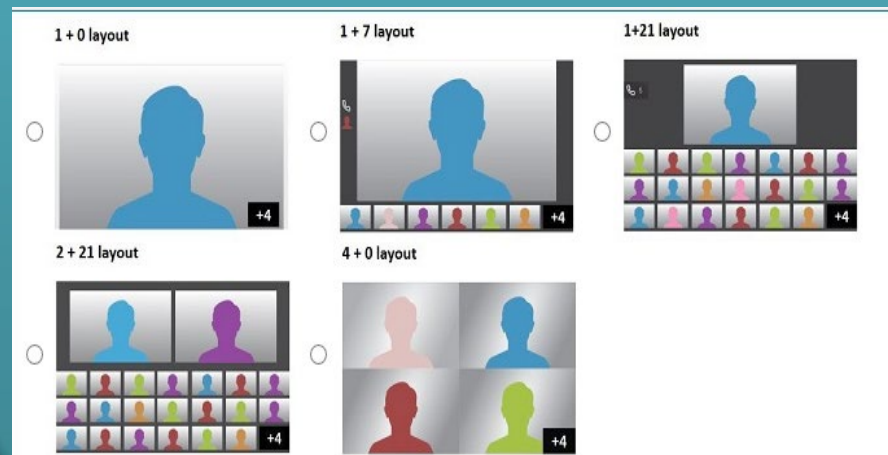 1 + 0 layout
1 + 7 layout
1+21 layout
+4
+4
+4
2 + 21 layout
4 + 0 layout
+4
+4